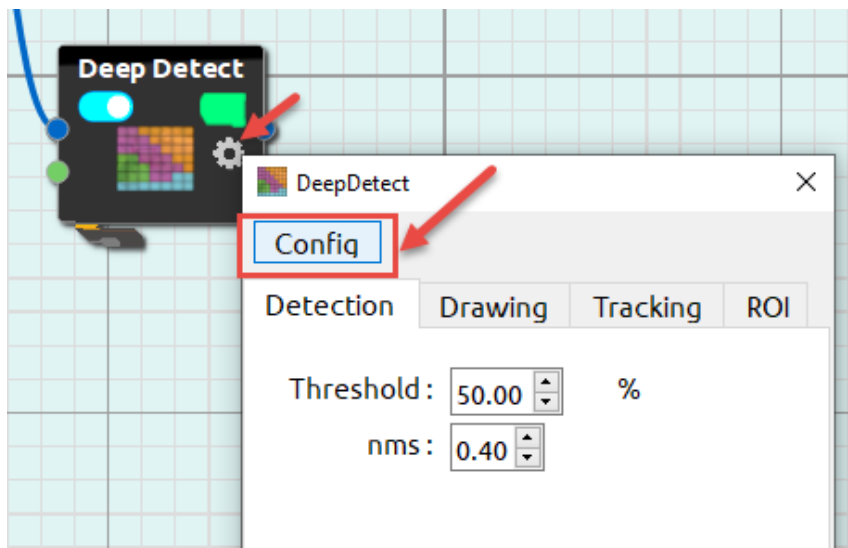 Deep Detect
DeepDetect
Config
Detection Drawing Tracking ROI
Threshold : 50.00 %
nms : 0.40